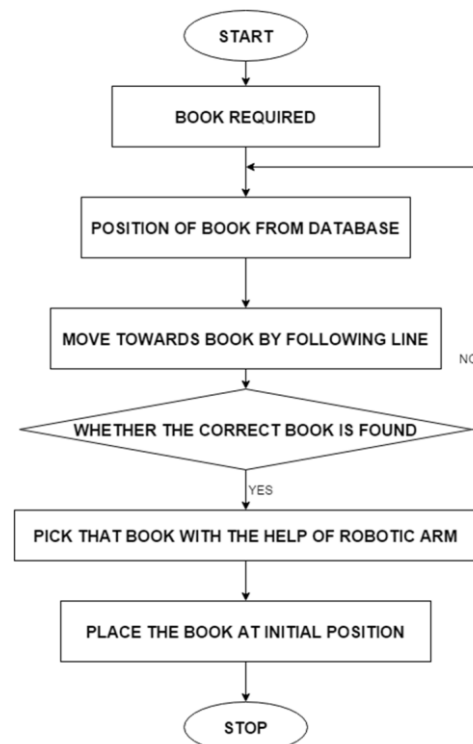 START
BOOK REQUIRED
POSITION OF BOOK FROM DATABASE
MOVE TOWARDS BOOK BY FOLLOWING LINE
NO
WHETHER THE CORRECT BOOK IS FOUND
YES
PICK THAT BOOK WITH THE HELP OF ROBOTIC ARM
PLACE THE BOOK AT INITIAL POSITION
STOP